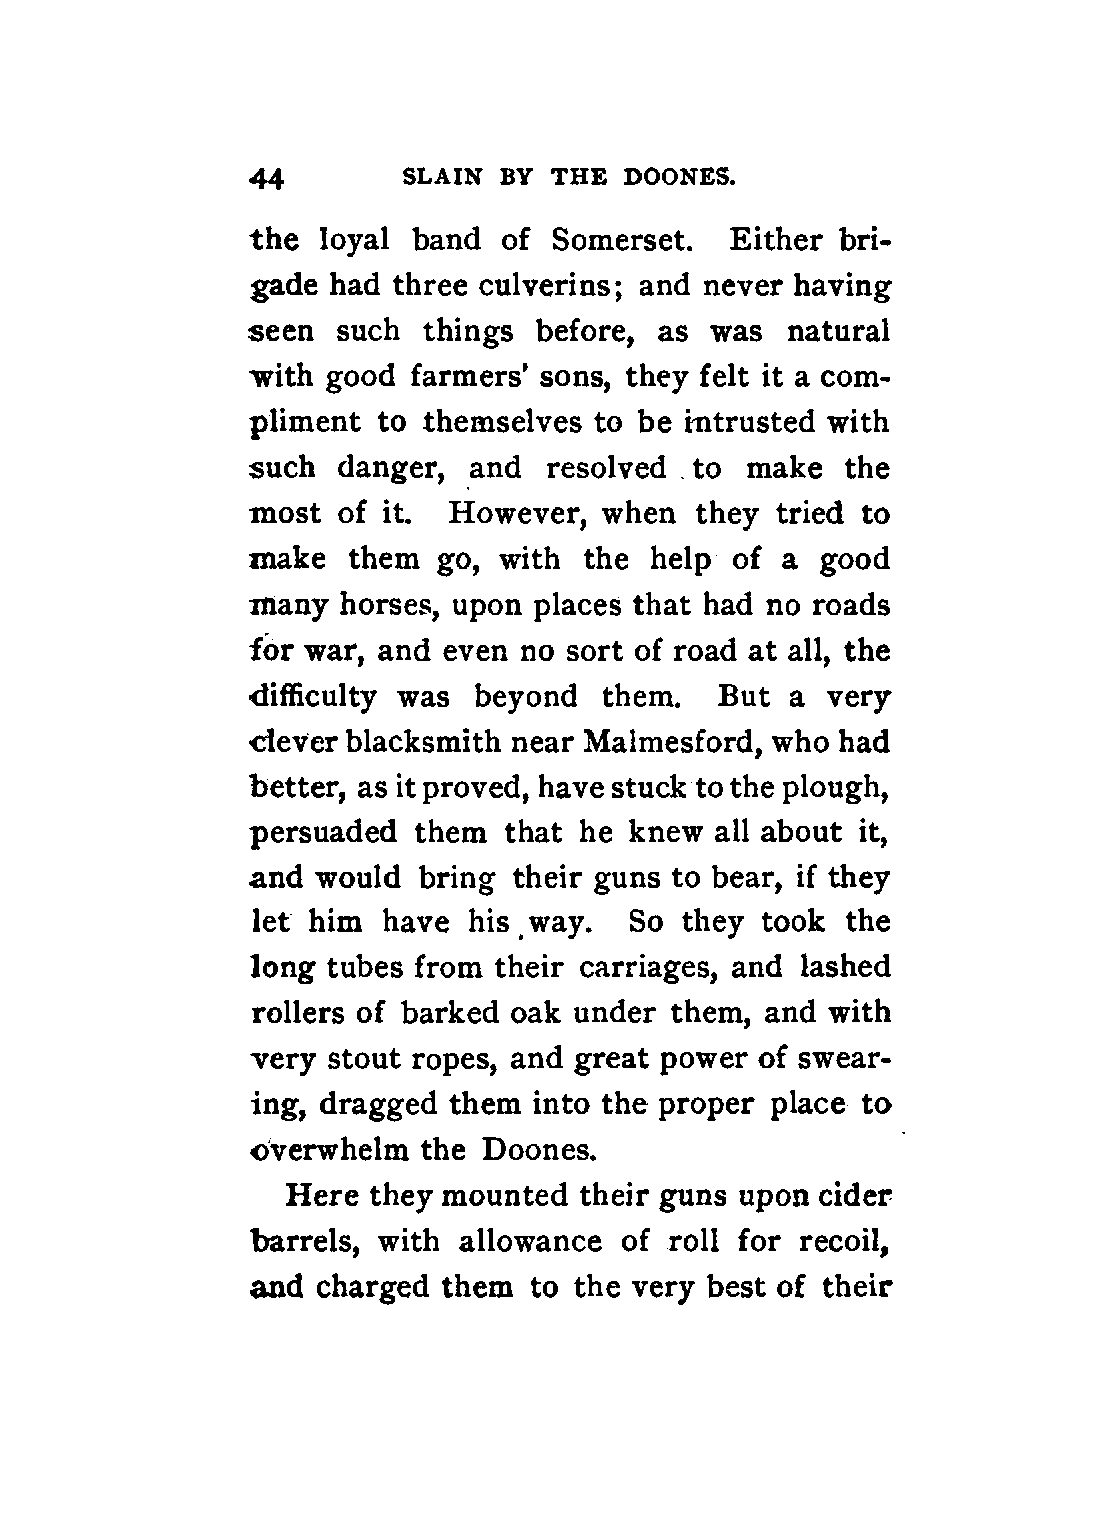 44 SLAIN BY THE DOONES.
the loyal band of Somerset. Either bri-
gade had three culverins; and never having
seen such things before, as was natural
with good farmers' sons, they felt it a com-
pliment to themselves to be intrusted with
such danger, and resolved to make the
most of it. However, when they tried to
make them go, with the help of a good
many horses, upon places that had no roads
for war, and even no sort of road at all, the
difficulty was beyond them. But a very
clever blacksmith near Malmesford, who had
better, as it proved, have stuck to the plough,
persuaded them that he knew all about it,
and would bring their guns to bear, if they
let him have his way. So they took the
long tubes from their carriages, and lashed
rollers of barked oak under them, and with
very stout ropes, and great power of swear-
ing, dragged them into the proper place to
overwhelm the Doones.
Here they mounted their guns upon cider
barrels, with allowance of roll for recoil,
and charged them to the very best of their